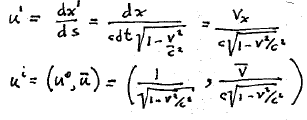 u¹ = dx¹/ds = dx/(cdt√(1-v²/c²)) = Vₓ/(c√(1-v²/c²))
uⁱ = (u⁰, ū) = (1/√(1-v²/c²), V̄/(c√(1-v²/c²)))